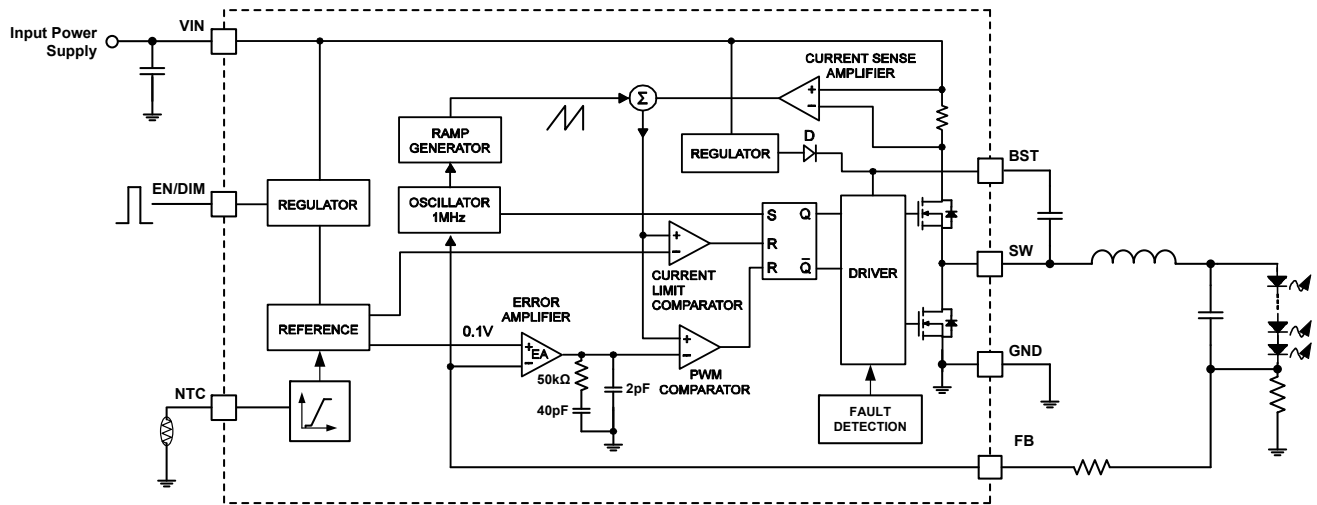 Input Power
Supply
VIN
CURRENT SENSE
AMPLIFIER
+
−
Σ
RAMP
GENERATOR
REGULATOR
D
BST
EN/DIM
REGULATOR
OSCILLATOR
1MHz
S
Q
R
R
Q̅
+
−
CURRENT
LIMIT
COMPARATOR
DRIVER
SW
REFERENCE
ERROR
AMPLIFIER
0.1V
+
EA
−
+
−
PWM
COMPARATOR
GND
50kΩ
2pF
40pF
NTC
FAULT
DETECTION
FB